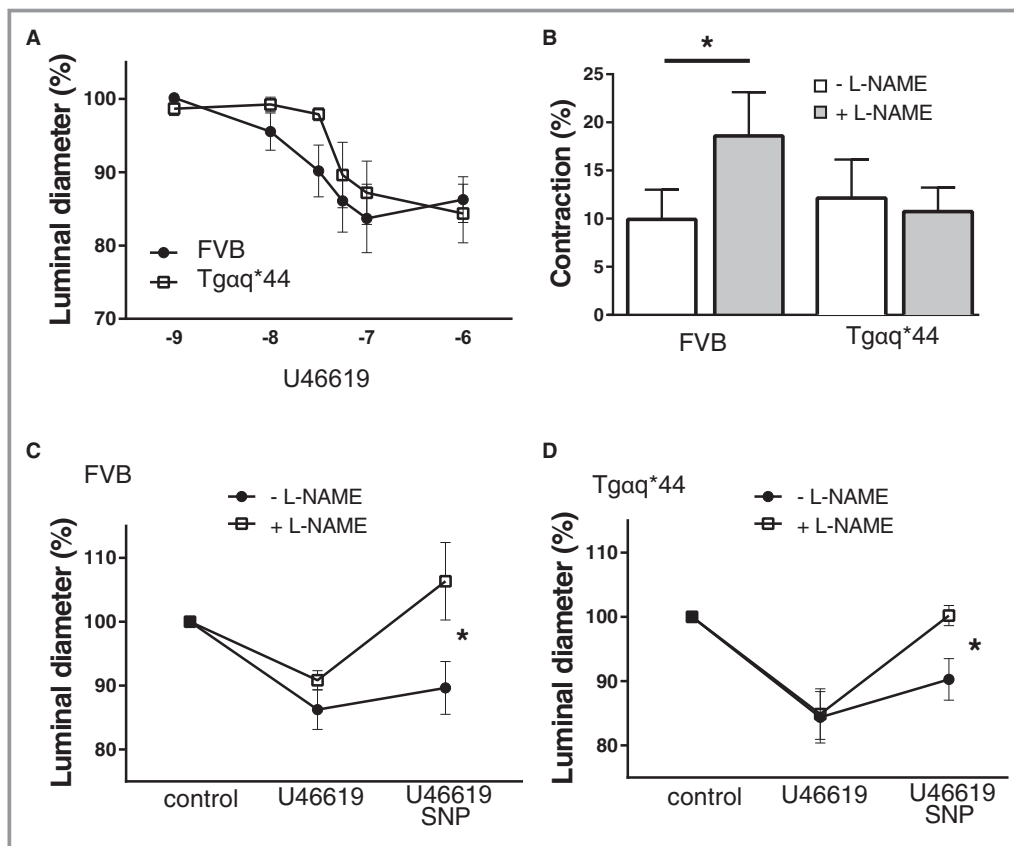 A
Luminal diameter (%)
100
90
80
70
FVB
Tgαq*44
-9
-8
-7
-6
U46619
B
*
Contraction (%)
25
20
15
10
5
0
- L-NAME
+ L-NAME
FVB
Tgαq*44
C
FVB
- L-NAME
+ L-NAME
Luminal diameter (%)
110
100
90
80
*
control
U46619
U46619
SNP
D
Tgαq*44
- L-NAME
+ L-NAME
Luminal diameter (%)
110
100
90
80
*
control
U46619
U46619
SNP